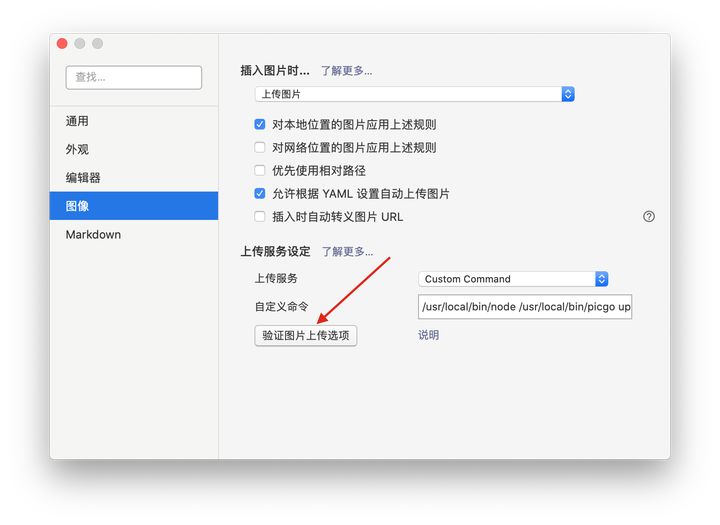 查找...
通用
外观
编辑器
图像
Markdown
插入图片时... 了解更多...
上传图片
对本地位置的图片应用上述规则
对网络位置的图片应用上述规则
优先使用相对路径
允许根据 YAML 设置自动上传图片
插入时自动转义图片 URL
?
上传服务设定 了解更多...
上传服务 Custom Command
自定义命令 /usr/local/bin/node /usr/local/bin/picgo up
验证图片上传选项 说明